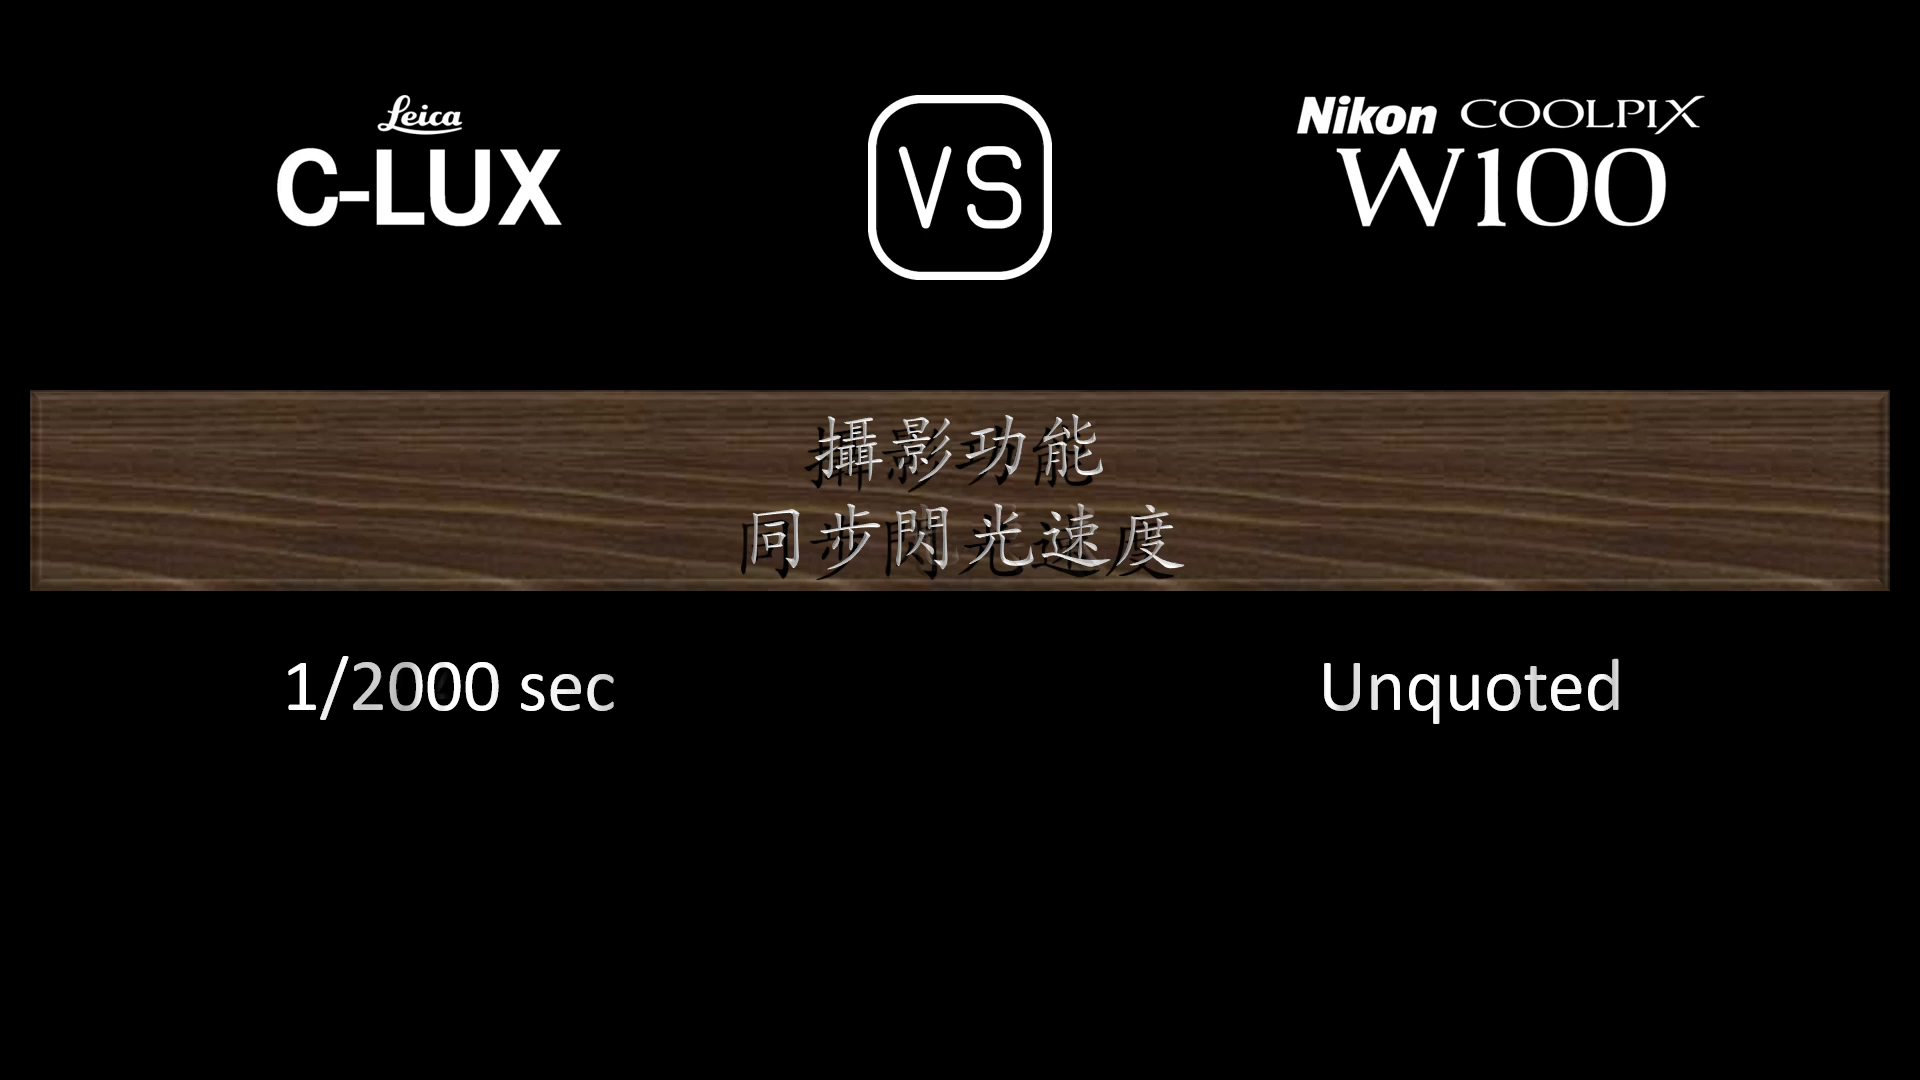 Leica
C-LUX
VS
Nikon COOLPIX
W100
攝影功能
同步閃光速度
1/2000 sec
Unquoted